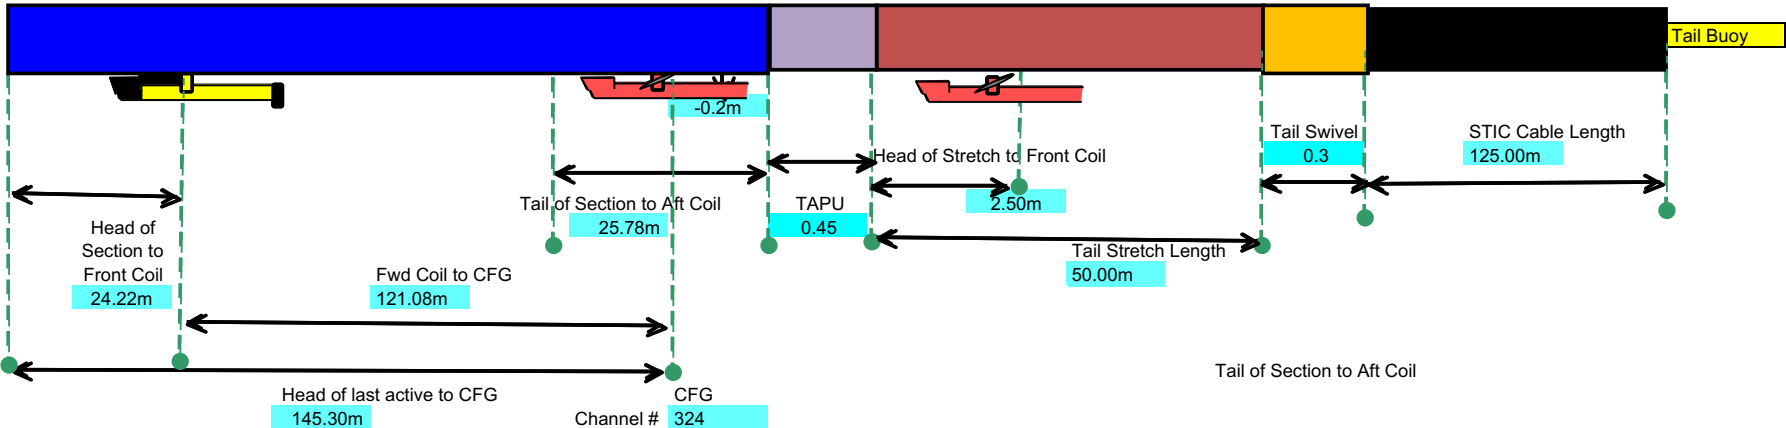 Tail Buoy
-0.2m
Tail Swivel
0.3
STIC Cable Length
125.00m
Head of Stretch to Front Coil
2.50m
Tail of Section to Aft Coil
25.78m
TAPU
0.45
Head of
Section to
Front Coil
24.22m
Tail Stretch Length
50.00m
Fwd Coil to CFG
121.08m
Tail of Section to Aft Coil
Head of last active to CFG
145.30m
CFG
Channel # 324